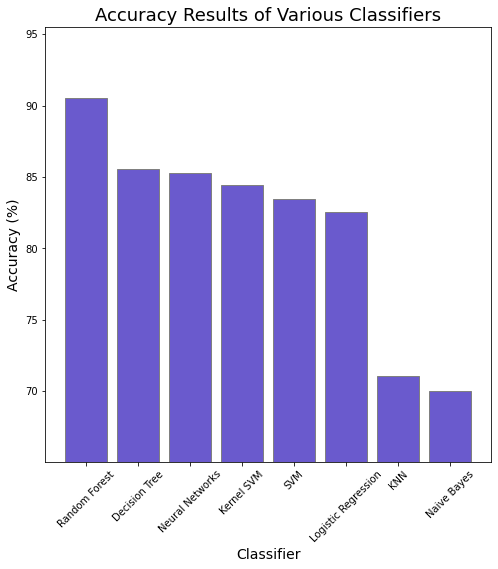 Accuracy Results of Various Classifiers
95
90
85
80
75
70
Accuracy (%)
Random Forest
Decision Tree
Neural Networks
Kernel SVM
SVM
Logistic Regression
KNN
Naive Bayes
Classifier